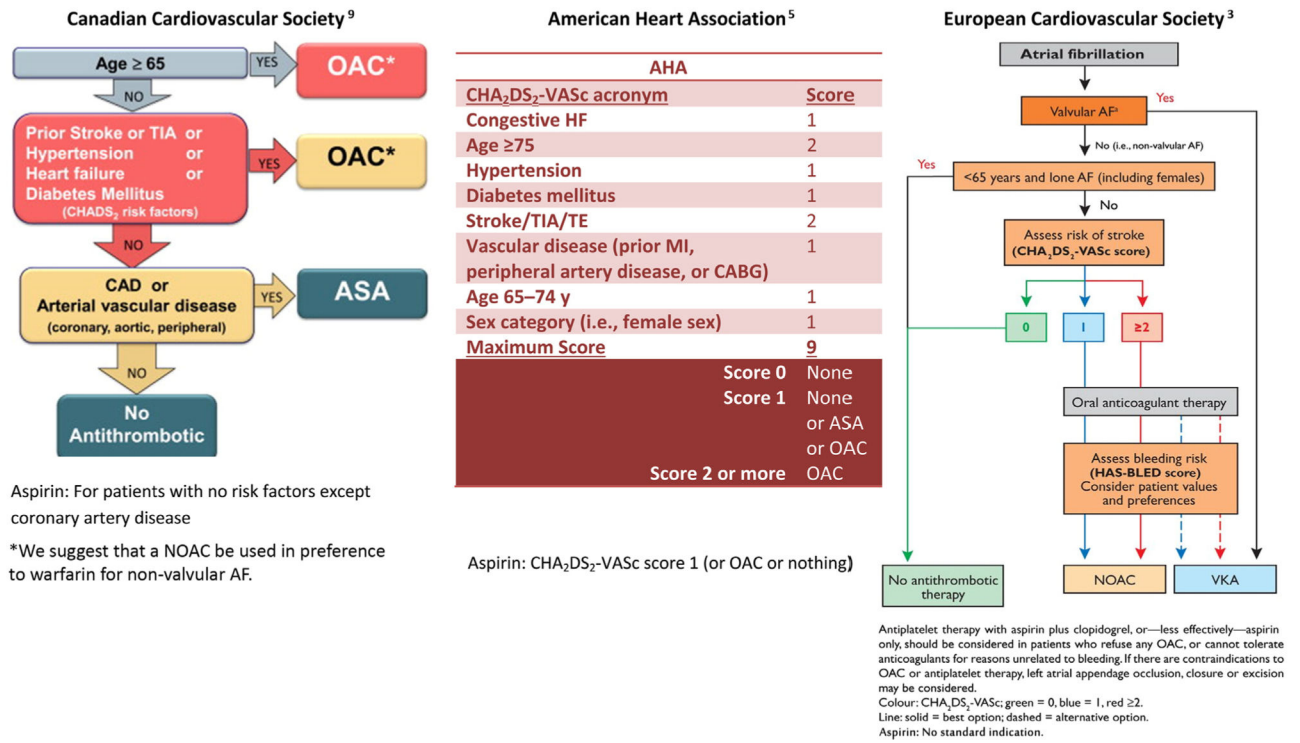 Canadian Cardiovascular Society 9
Age ≥ 65
YES
OAC*
NO
Prior Stroke or TIA or
Hypertension or
Heart failure or
Diabetes Mellitus
(CHADS2 risk factors)
YES
OAC*
NO
CAD or
Arterial vascular disease
(coronary, aortic, peripheral)
YES
ASA
NO
No
Antithrombotic
Aspirin: For patients with no risk factors except
coronary artery disease
*We suggest that a NOAC be used in preference
to warfarin for non-valvular AF.
American Heart Association 5
AHA
CHA2DS2-VASc acronym Score
Congestive HF 1
Age ≥75 2
Hypertension 1
Diabetes mellitus 1
Stroke/TIA/TE 2
Vascular disease (prior MI, 1
peripheral artery disease, or CABG)
Age 65–74 y 1
Sex category (i.e., female sex) 1
Maximum Score 9
Score 0 None
Score 1 None
or ASA
or OAC
Score 2 or more OAC
Aspirin: CHA2DS2-VASc score 1 (or OAC or nothing)
European Cardiovascular Society 3
Atrial fibrillation
Yes
Valvular AFa
No (i.e., non-valvular AF)
Yes
<65 years and lone AF (including females)
No
Assess risk of stroke
(CHA2DS2-VASc score)
0
1
≥2
Oral anticoagulant therapy
Assess bleeding risk
(HAS-BLED score)
Consider patient values
and preferences
No antithrombotic
therapy
NOAC
VKA
Antiplatelet therapy with aspirin plus clopidogrel, or—less effectively—aspirin
only, should be considered in patients who refuse any OAC, or cannot tolerate
anticoagulants for reasons unrelated to bleeding. If there are contraindications to
OAC or antiplatelet therapy, left atrial appendage occlusion, closure or excision
may be considered.
Colour: CHA2DS2-VASc; green = 0, blue = 1, red ≥2.
Line: solid = best option; dashed = alternative option.
Aspirin: No standard indication.